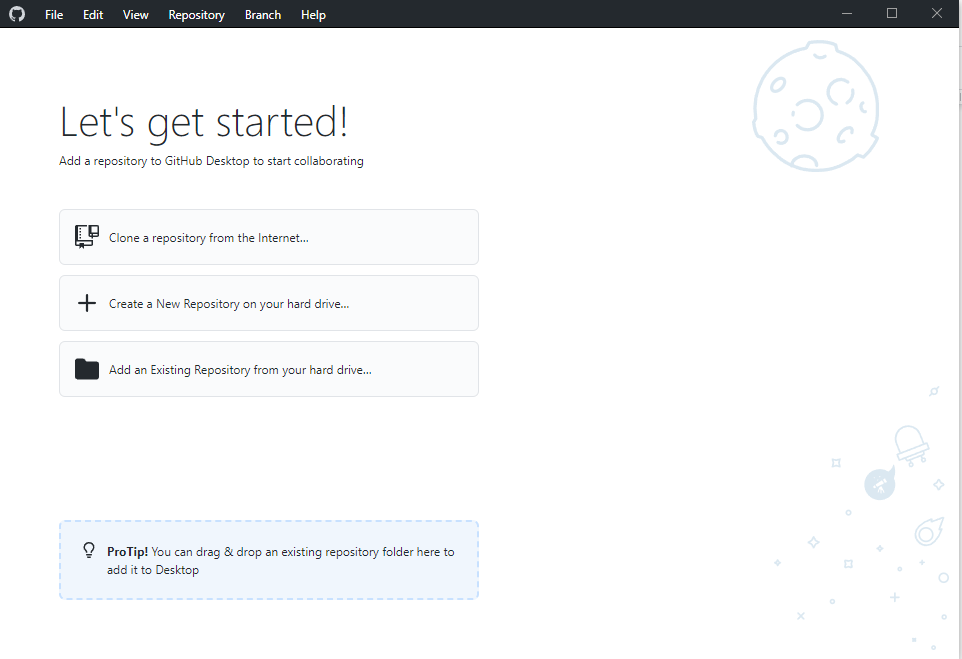 File Edit View Repository Branch Help
Let's get started!
Add a repository to GitHub Desktop to start collaborating
Clone a repository from the Internet...
Create a New Repository on your hard drive...
Add an Existing Repository from your hard drive...
ProTip! You can drag & drop an existing repository folder here to
add it to Desktop